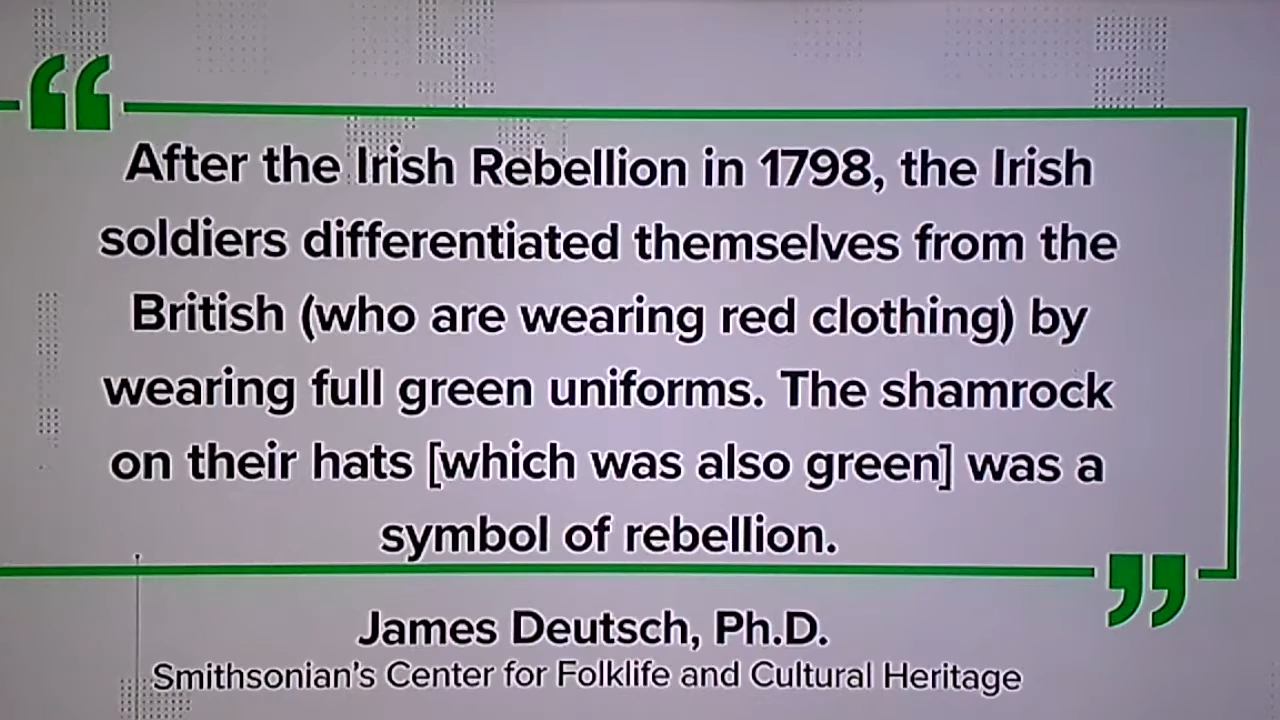 “
After the Irish Rebellion in 1798, the Irish
soldiers differentiated themselves from the
British (who are wearing red clothing) by
wearing full green uniforms. The shamrock
on their hats [which was also green] was a
symbol of rebellion.
”
James Deutsch, Ph.D.
Smithsonian's Center for Folklife and Cultural Heritage